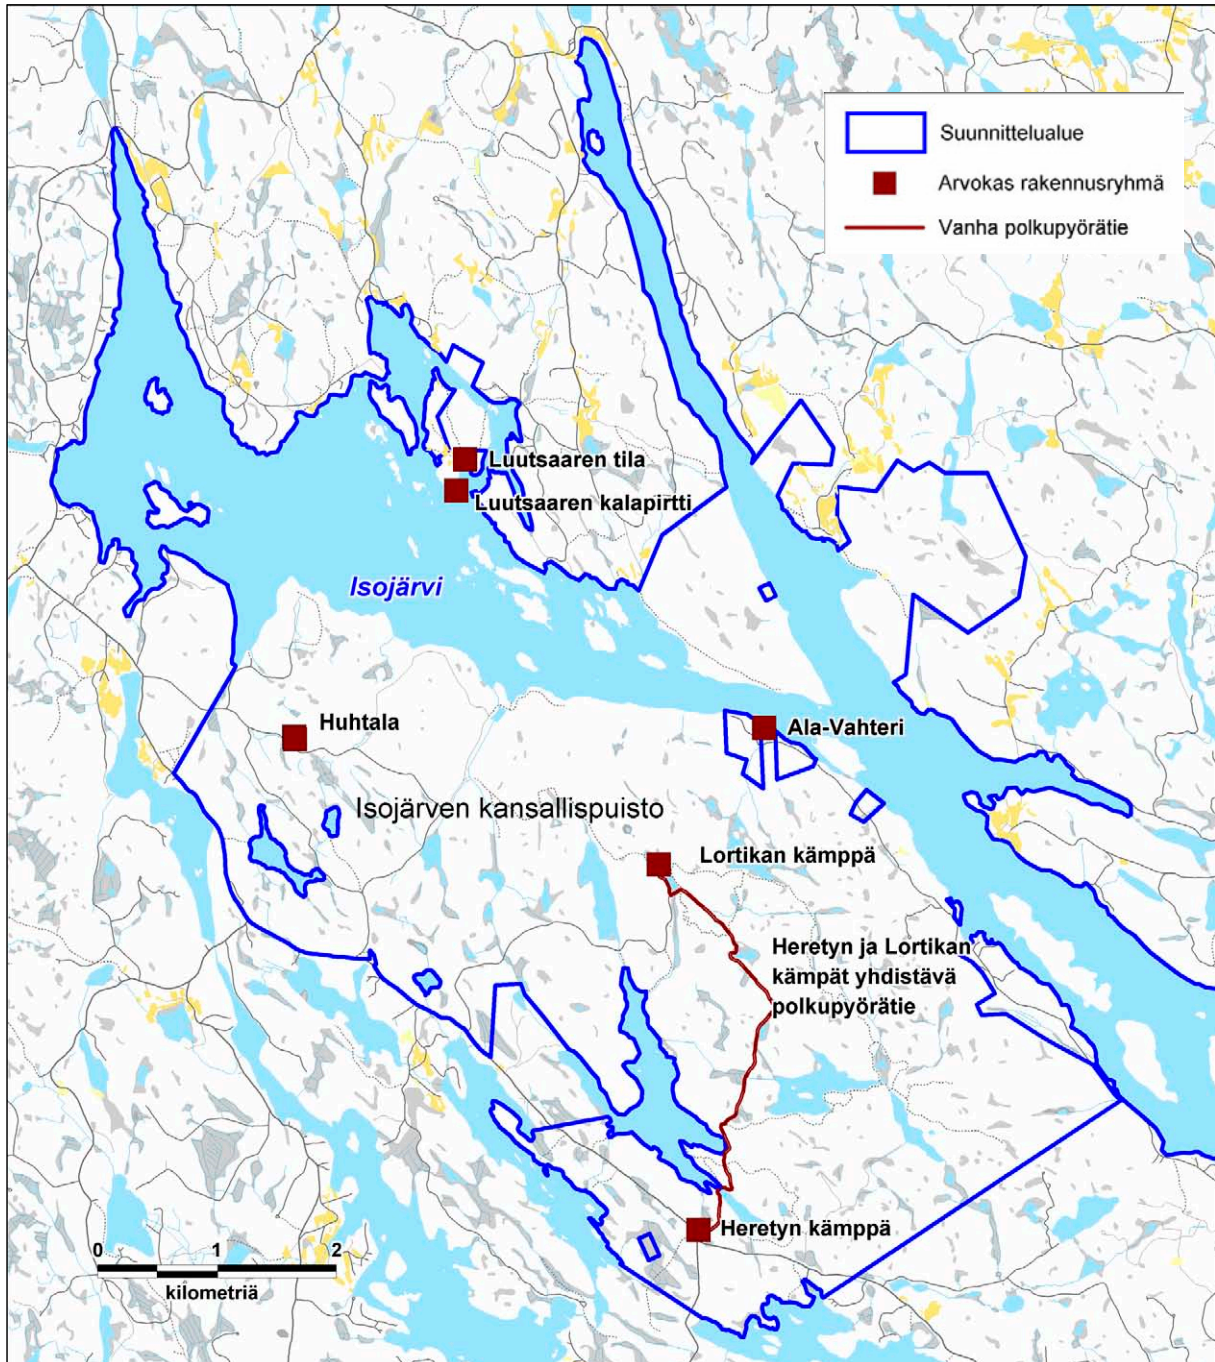 Suunnittelualue
Arvokas rakennusryhmä
Vanha polkupyörätie
Luutsaaren tila
Luutsaaren kalapirtti
Isojärvi
Huhtala
Ala-Vahteri
Isojärven kansallispuisto
Lortikan kämppä
Heretyn ja Lortikan
kämpät yhdistävä
polkupyörätie
Heretyn kämppä
0 1 2
kilometriä